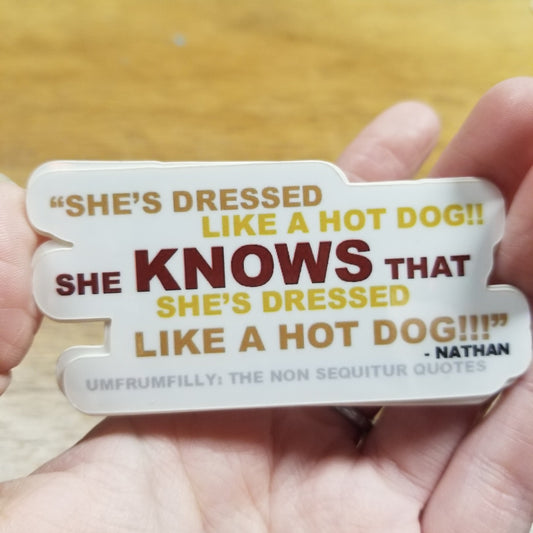 “SHE’S DRESSED
LIKE A HOT DOG!!
SHE KNOWS THAT
SHE’S DRESSED
LIKE A HOT DOG!!!”
- NATHAN
UMFRUMFILLY: THE NON SEQUITUR QUOTES